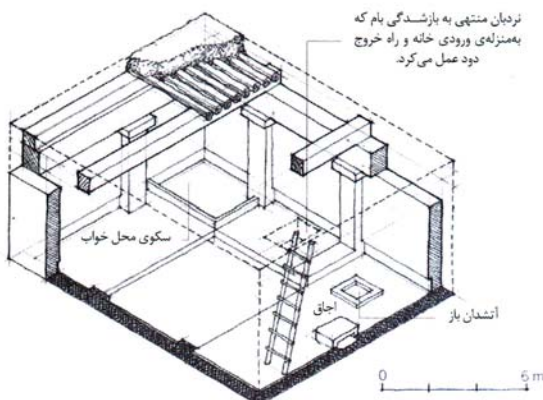 نردبان منتهی به بازشــدگی بام که
به‌منزله‌ی ورودی خانه و راه خروج
دود عمل می‌کرد.
سکوی محل خواب
اجاق
آتشدان باز
0 6 m